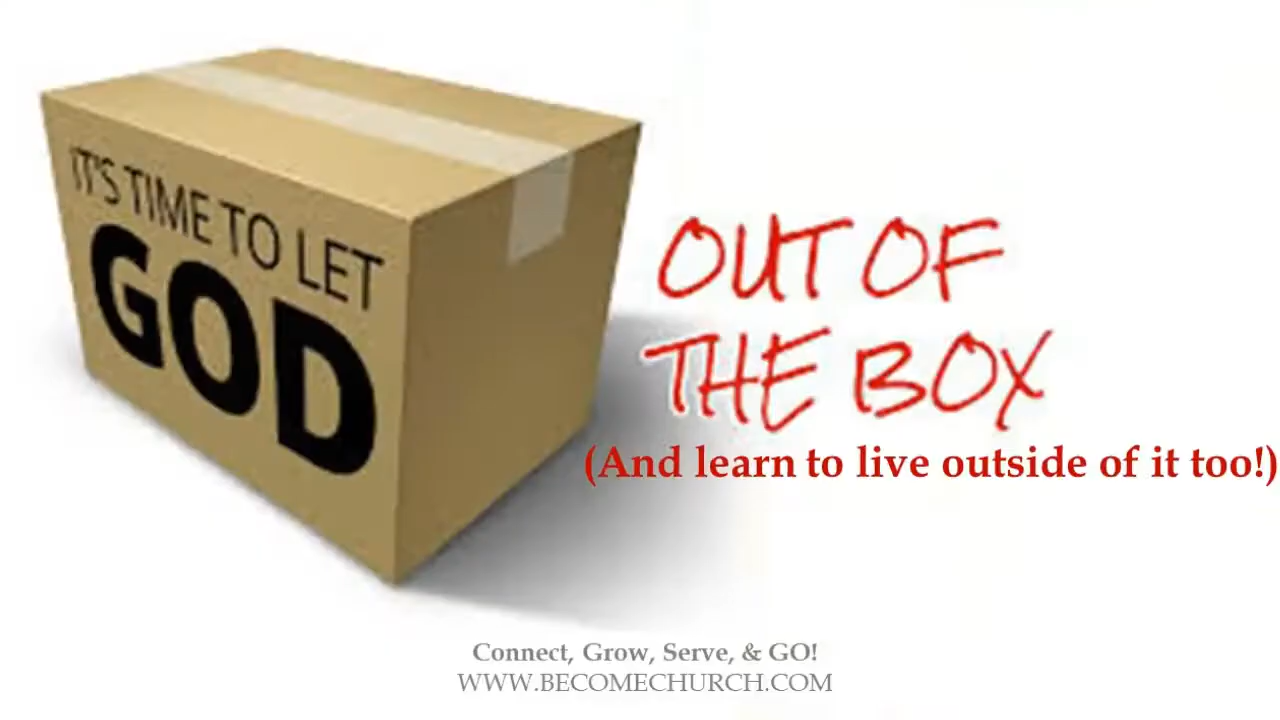 IT'S TIME TO LET
GOD
OUT OF
THE BOX
(And learn to live outside of it too!)
Connect, Grow, Serve, & GO!
WWW.BECOMECHURCH.COM